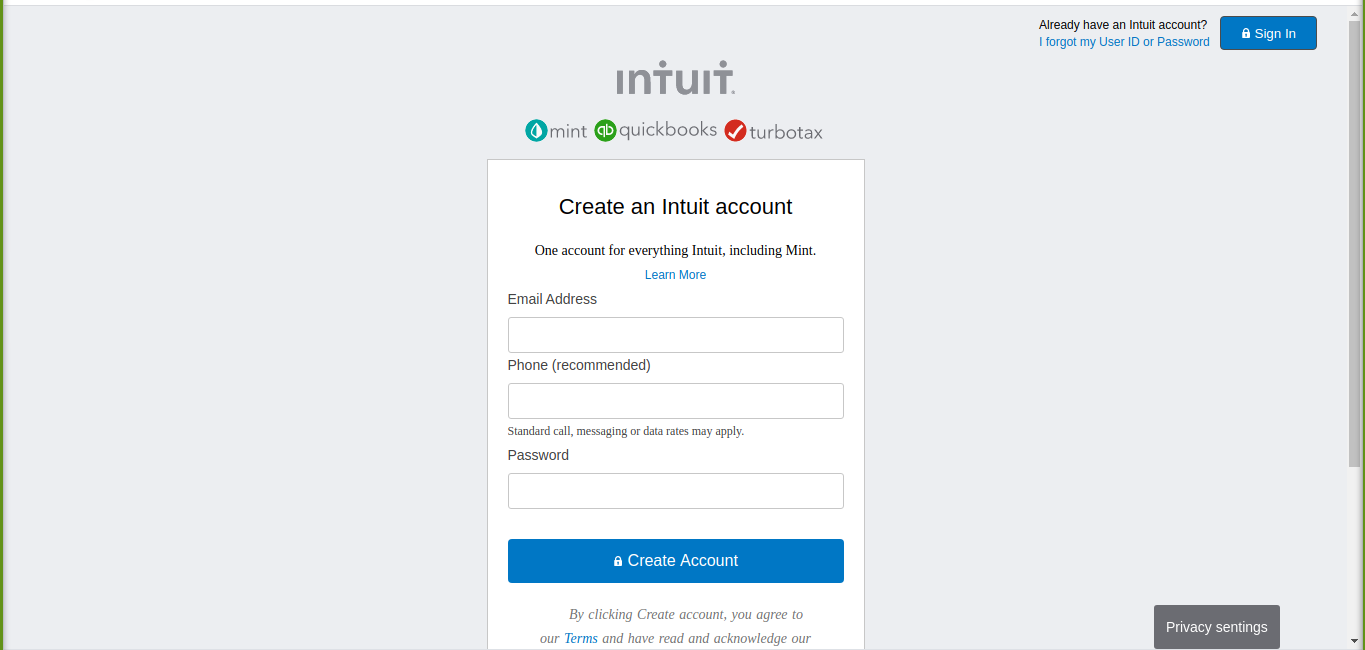 Already have an Intuit account?
I forgot my User ID or Password
Sign In
intuit.
mint quickbooks turbotax
Create an Intuit account
One account for everything Intuit, including Mint.
Learn More
Email Address
Phone (recommended)
Standard call, messaging or data rates may apply.
Password
Create Account
By clicking Create account, you agree to
our Terms and have read and acknowledge our
Privacy sentings